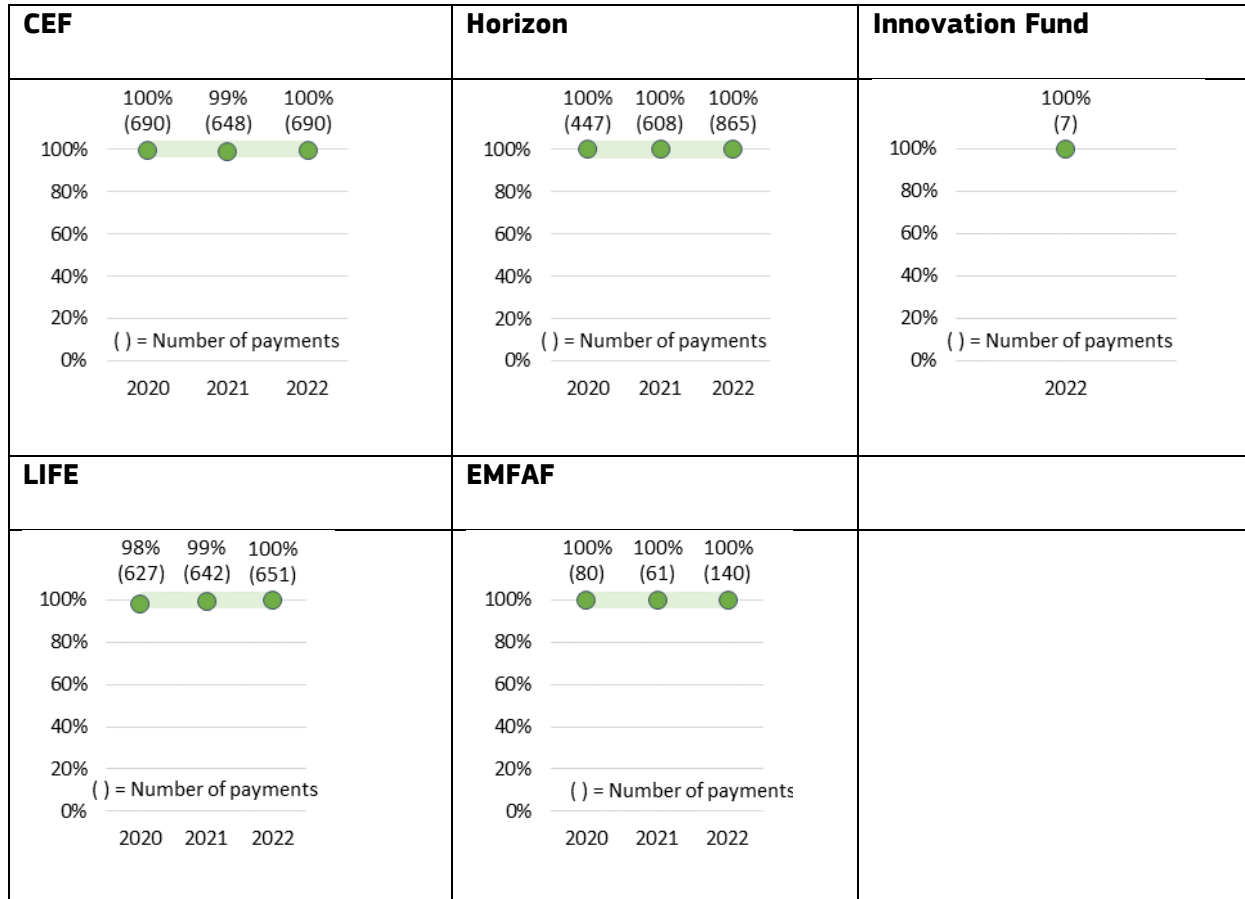 CEF
Horizon
Innovation Fund
100% 99% 100%
(690) (648) (690)
100%
80%
60%
40%
20%
( ) = Number of payments
0%
2020 2021 2022
100% 100% 100%
(447) (608) (865)
100%
80%
60%
40%
20%
( ) = Number of payments
0%
2020 2021 2022
100%
(7)
100%
80%
60%
40%
20%
( ) = Number of payments
0%
2022
LIFE
EMFAF
98% 99% 100%
(627) (642) (651)
100%
80%
60%
40%
20%
( ) = Number of payments
0%
2020 2021 2022
100% 100% 100%
(80) (61) (140)
100%
80%
60%
40%
20%
( ) = Number of payments
0%
2020 2021 2022